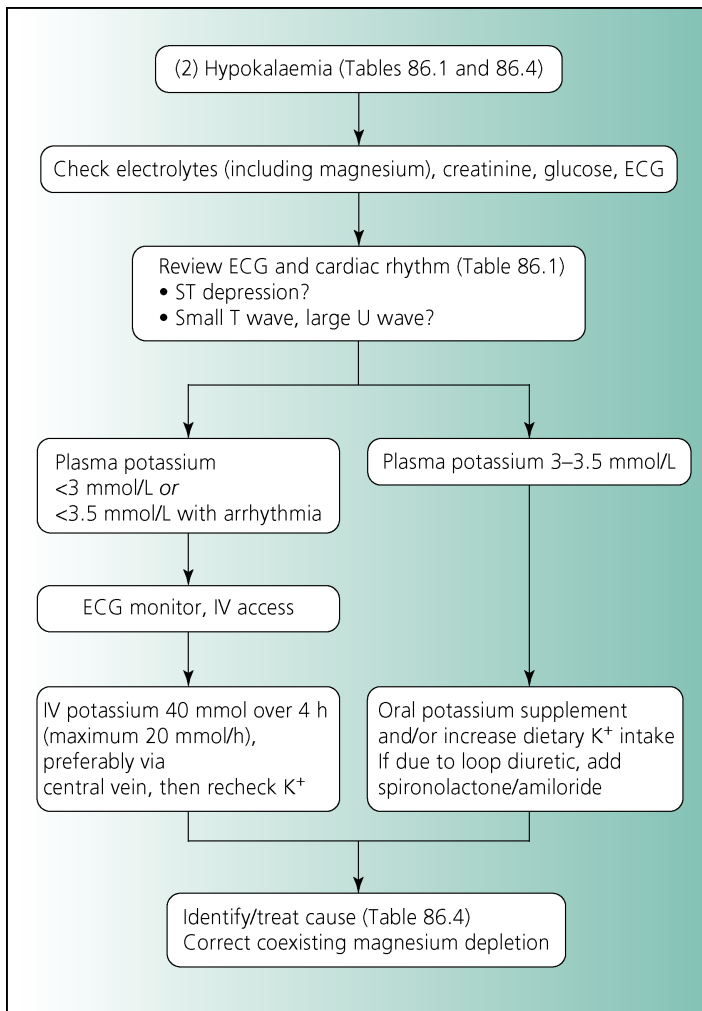 (2) Hypokalaemia (Tables 86.1 and 86.4)
Check electrolytes (including magnesium), creatinine, glucose, ECG
Review ECG and cardiac rhythm (Table 86.1)
• ST depression?
• Small T wave, large U wave?
Plasma potassium
<3 mmol/L or
<3.5 mmol/L with arrhythmia
ECG monitor, IV access
IV potassium 40 mmol over 4 h
(maximum 20 mmol/h),
preferably via
central vein, then recheck K⁺
Plasma potassium 3–3.5 mmol/L
Oral potassium supplement
and/or increase dietary K⁺ intake
If due to loop diuretic, add
spironolactone/amiloride
Identify/treat cause (Table 86.4)
Correct coexisting magnesium depletion